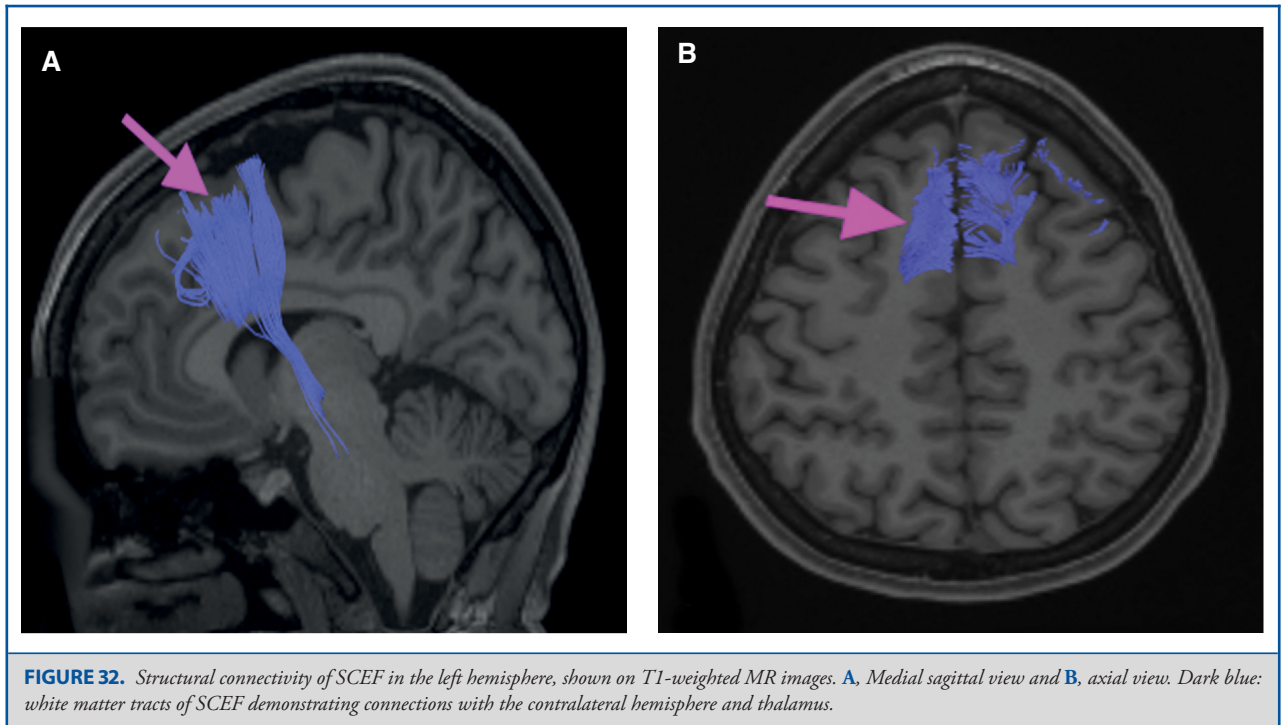 A
B
FIGURE 32. Structural connectivity of SCEF in the left hemisphere, shown on T1-weighted MR images. A, Medial sagittal view and B, axial view. Dark blue:
white matter tracts of SCEF demonstrating connections with the contralateral hemisphere and thalamus.